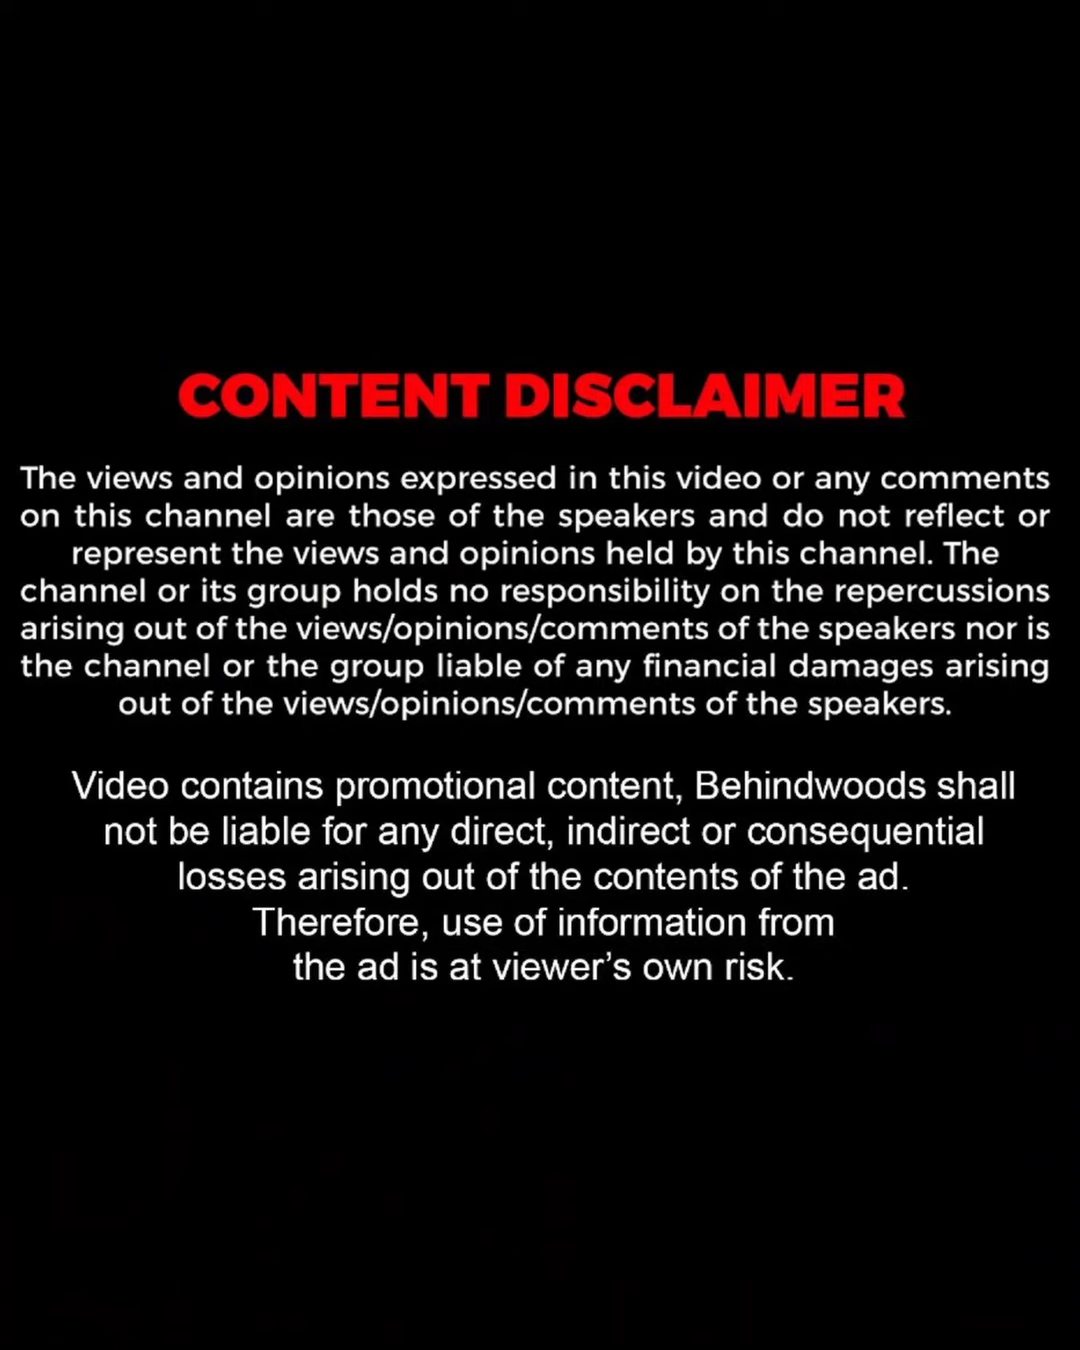 CONTENT DISCLAIMER
The views and opinions expressed in this video or any comments
on this channel are those of the speakers and do not reflect or
represent the views and opinions held by this channel. The
channel or its group holds no responsibility on the repercussions
arising out of the views/opinions/comments of the speakers nor is
the channel or the group liable of any financial damages arising
out of the views/opinions/comments of the speakers.
Video contains promotional content, Behindwoods shall
not be liable for any direct, indirect or consequential
losses arising out of the contents of the ad.
Therefore, use of information from
the ad is at viewer’s own risk.